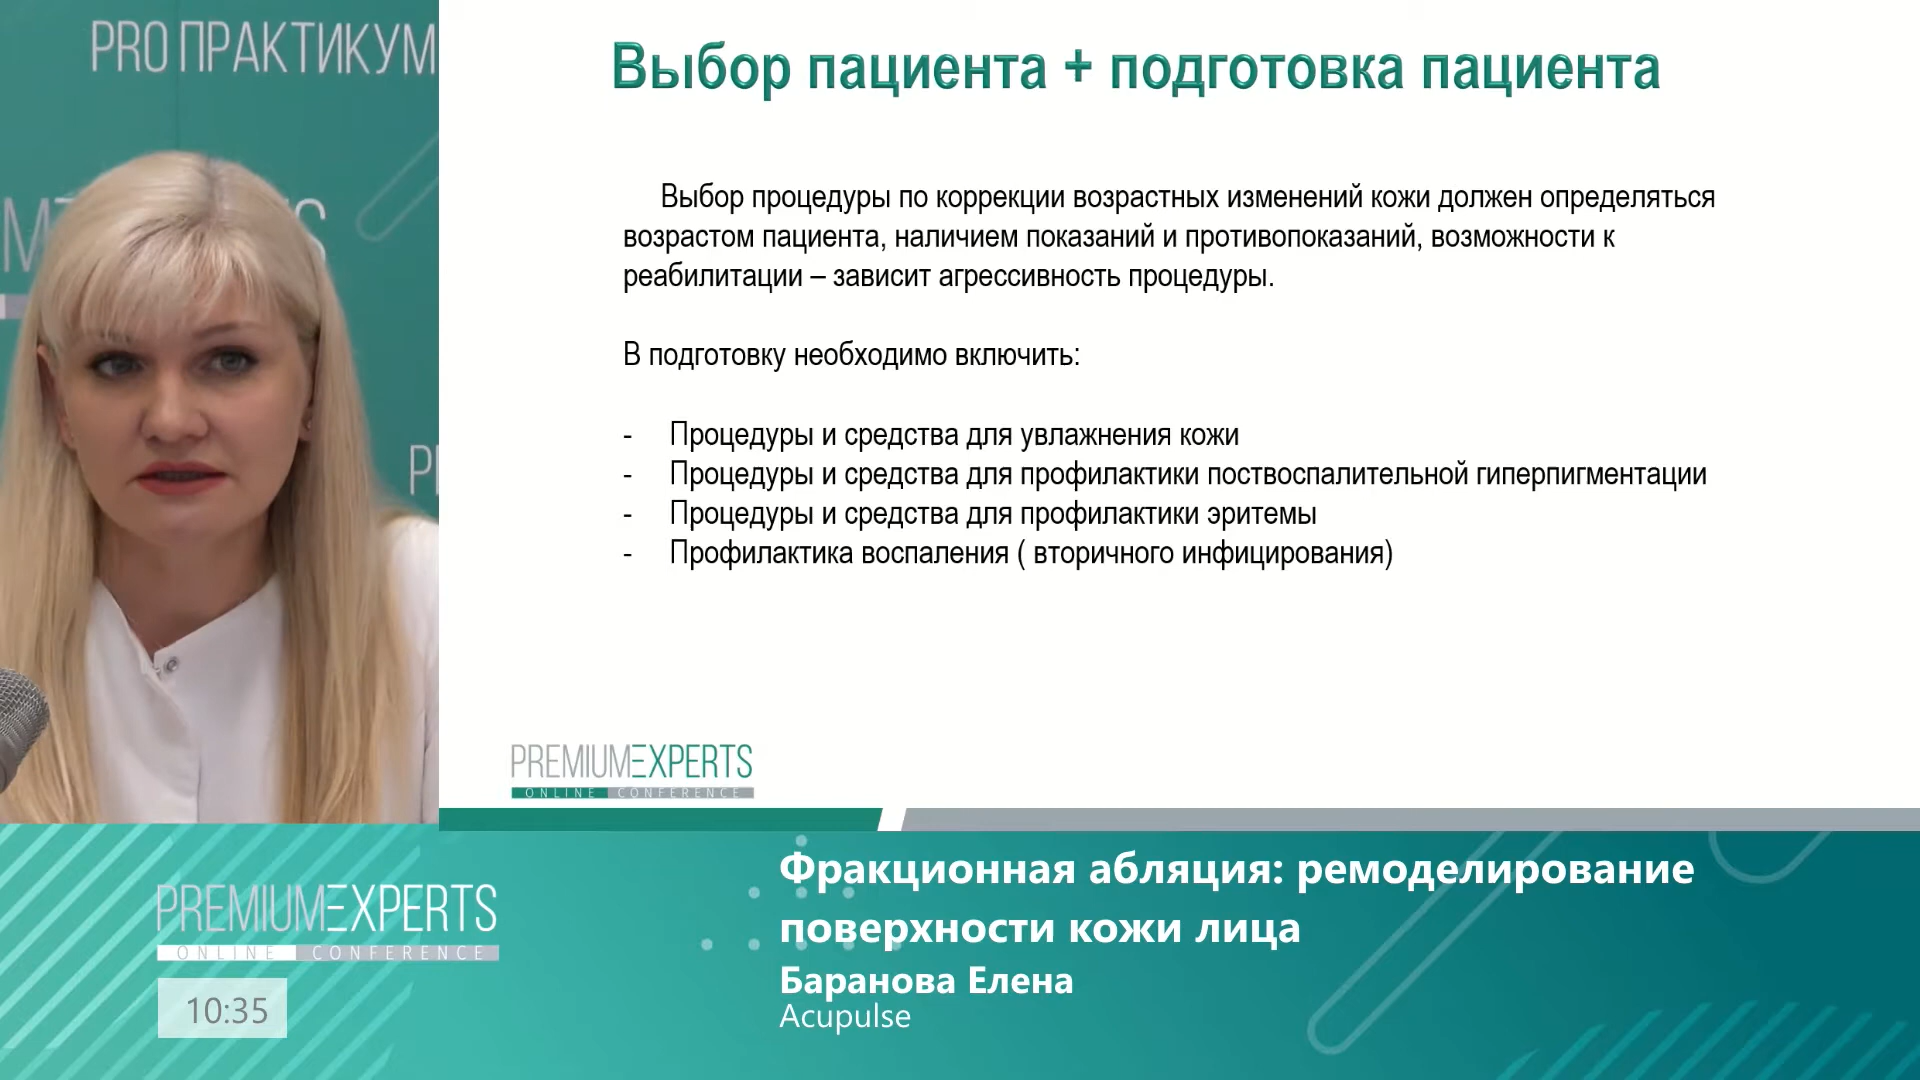 PRO ПРАКТИКУМ
Выбор пациента + подготовка пациента
Выбор процедуры по коррекции возрастных изменений кожи должен определяться
возрастом пациента, наличием показаний и противопоказаний, возможности к
реабилитации – зависит агрессивность процедуры.
В подготовку необходимо включить:
- Процедуры и средства для увлажнения кожи
- Процедуры и средства для профилактики поствоспалительной гиперпигментации
- Процедуры и средства для профилактики эритемы
- Профилактика воспаления ( вторичного инфицирования)
PREMIUMEXPERTS
ONLINE CONFERENCE
PREMIUMEXPERTS
ONLINE CONFERENCE
10:35
Фракционная абляция: ремоделирование
поверхности кожи лица
Баранова Елена
Acupulse